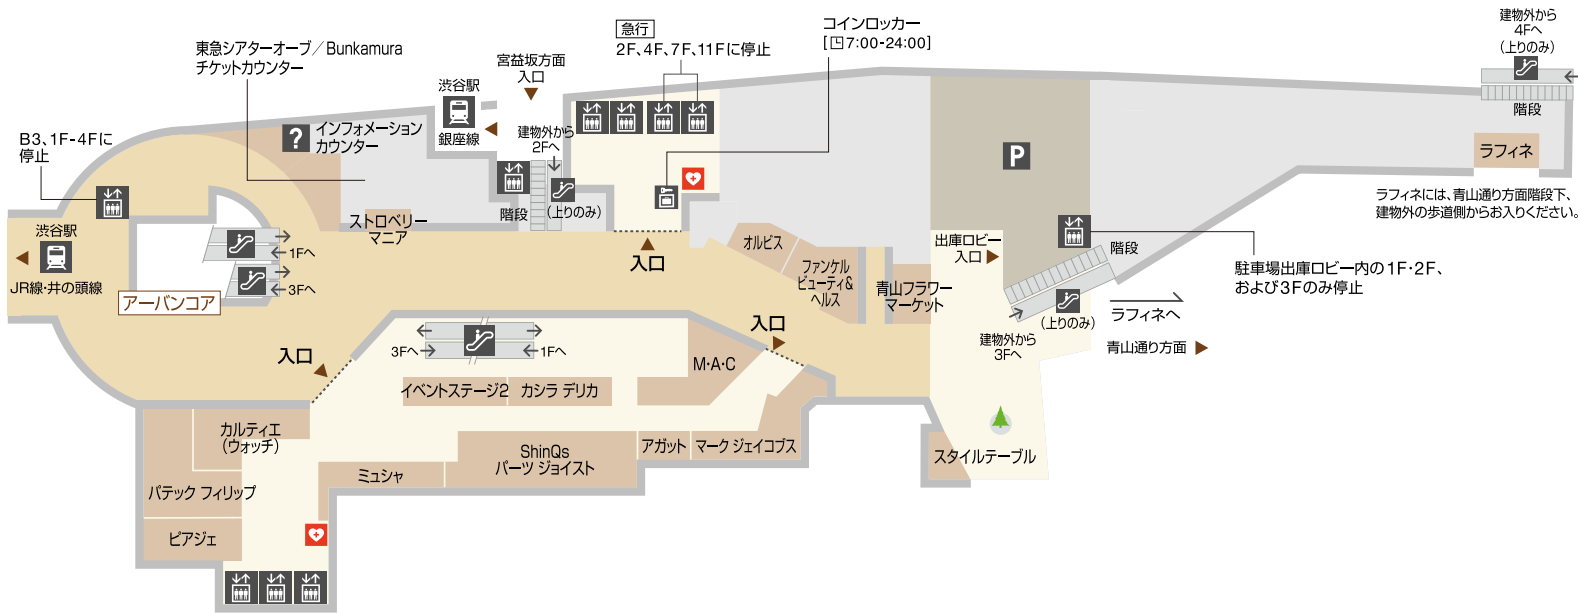 東急シアターオーブ／Bunkamura
チケットカウンター
渋谷駅
銀座線
宮益坂方面
入口
急行
2F、4F、7F、11Fに停止
コインロッカー
[7:00-24:00]
建物外から
4Fへ
（上りのみ）
階段
ラフィネ
ラフィネには、青山通り方面階段下、
建物外の歩道側からお入りください。
B3、1F-4Fに
停止
?
インフォメーション
カウンター
建物外から
2Fへ
（上りのみ）
階段
P
ストロベリー
マニア
渋谷駅
JR線・井の頭線
1Fへ
3Fへ
アーバンコア
入口
オルビス
ファンケル
ビューティ&
ヘルス
青山フラワー
マーケット
出庫ロビー
入口
階段
（上りのみ）
建物外から
3Fへ
ラフィネへ
青山通り方面
駐車場出庫ロビー内の1F・2F、
および3Fのみ停止
入口
3Fへ
1Fへ
入口
M・A・C
イベントステージ2
カシラ デリカ
カルティエ
（ウォッチ）
ShinQs
パーツ ジョイスト
アガット
マーク ジェイコブス
スタイルテーブル
ミュシャ
パテック フィリップ
ピアジェ